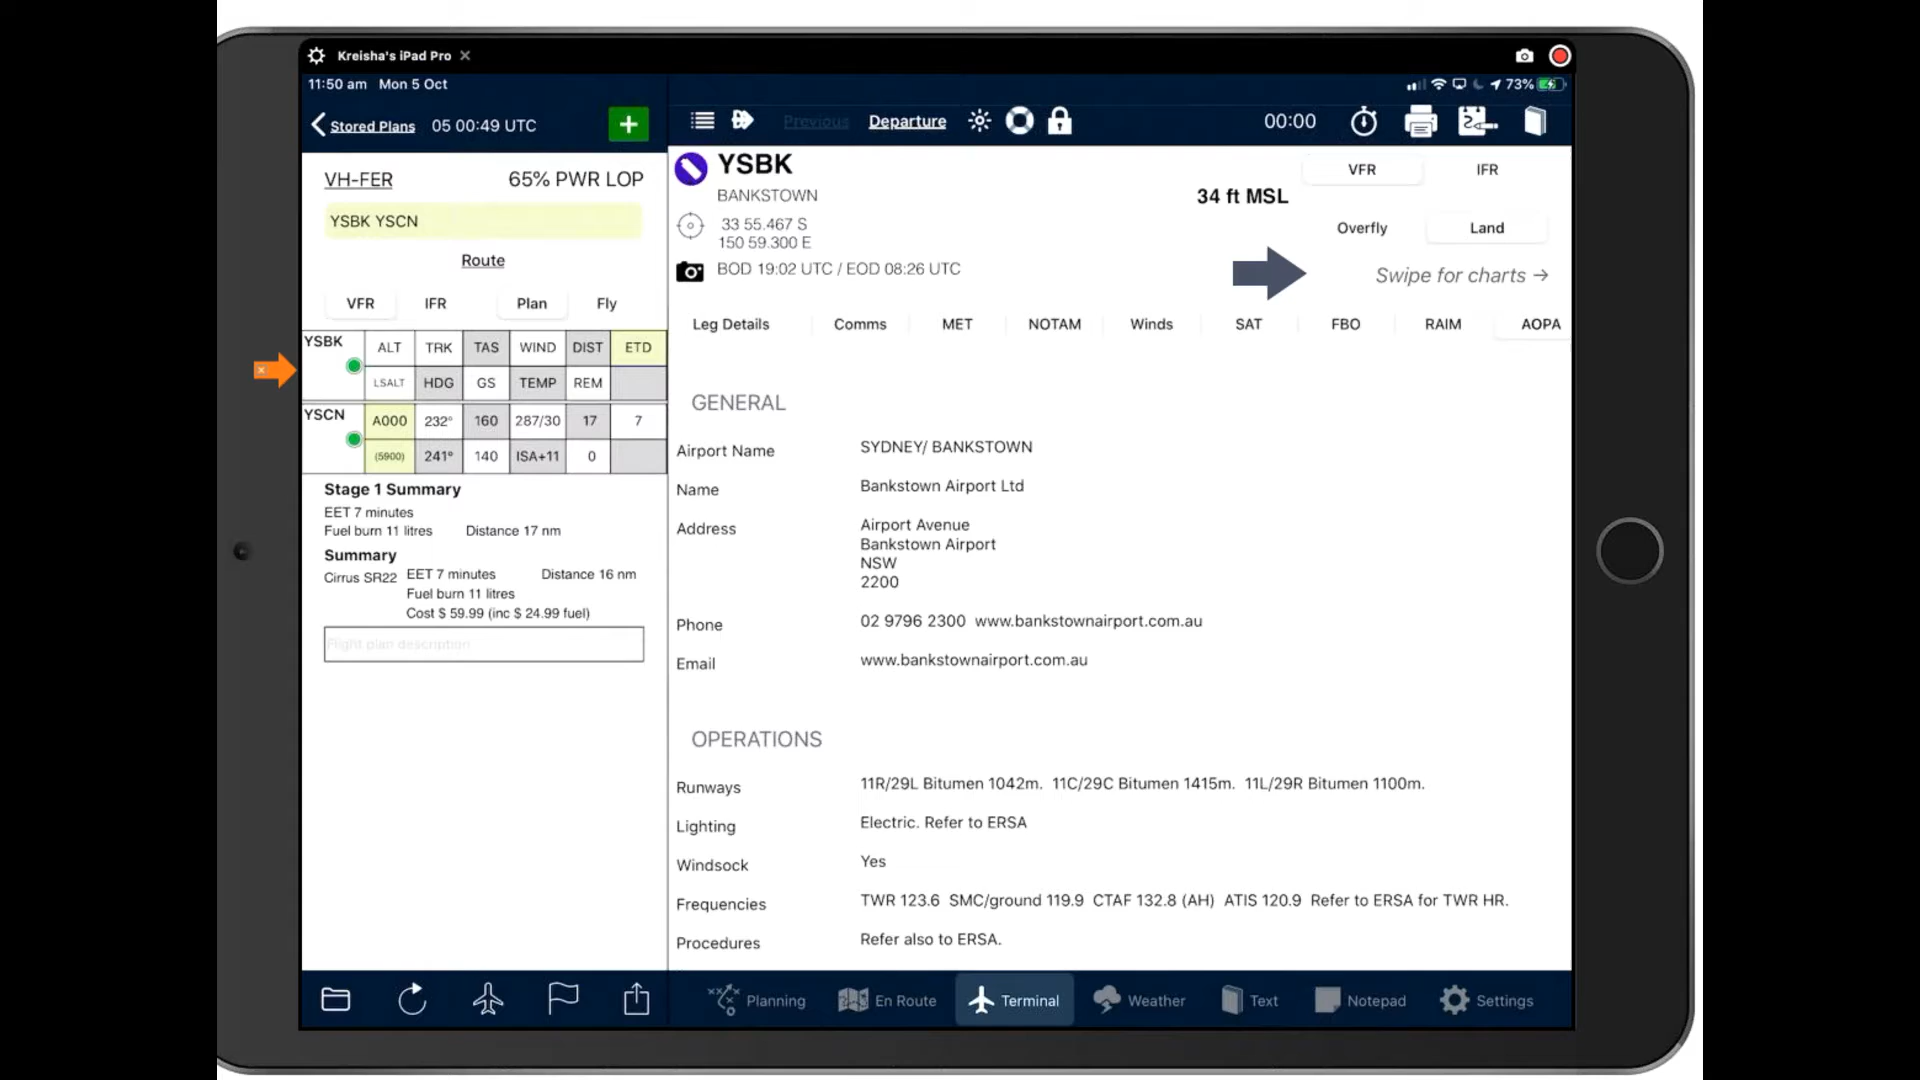 Kreisha's iPad Pro ×
11:50 am Mon 5 Oct
73%
Stored Plans 05 00:49 UTC
+
Previous Departure
00:00
VH-FER 65% PWR LOP
YSBK YSCN
Route
VFR IFR Plan Fly
YSBK ALT TRK TAS WIND DIST ETD
LSALT HDG GS TEMP REM
YSCN A000 232° 160 287/30 17 7
(5900) 241° 140 ISA+11 0
Stage 1 Summary
EET 7 minutes
Fuel burn 11 litres Distance 17 nm
Summary
Cirrus SR22 EET 7 minutes Distance 16 nm
Fuel burn 11 litres
Cost $ 59.99 (inc $ 24.99 fuel)
Flight plan description
YSBK
BANKSTOWN
33 55.467 S
150 59.300 E
BOD 19:02 UTC / EOD 08:26 UTC
34 ft MSL
VFR IFR
Overfly Land
Swipe for charts →
Leg Details Comms MET NOTAM Winds SAT FBO RAIM AOPA
GENERAL
Airport Name SYDNEY/ BANKSTOWN
Name Bankstown Airport Ltd
Address Airport Avenue
Bankstown Airport
NSW
2200
Phone 02 9796 2300 www.bankstownairport.com.au
Email www.bankstownairport.com.au
OPERATIONS
Runways 11R/29L Bitumen 1042m. 11C/29C Bitumen 1415m. 11L/29R Bitumen 1100m.
Lighting Electric. Refer to ERSA
Windsock Yes
Frequencies TWR 123.6 SMC/ground 119.9 CTAF 132.8 (AH) ATIS 120.9 Refer to ERSA for TWR HR.
Procedures Refer also to ERSA.
Planning En Route Terminal Weather Text Notepad Settings